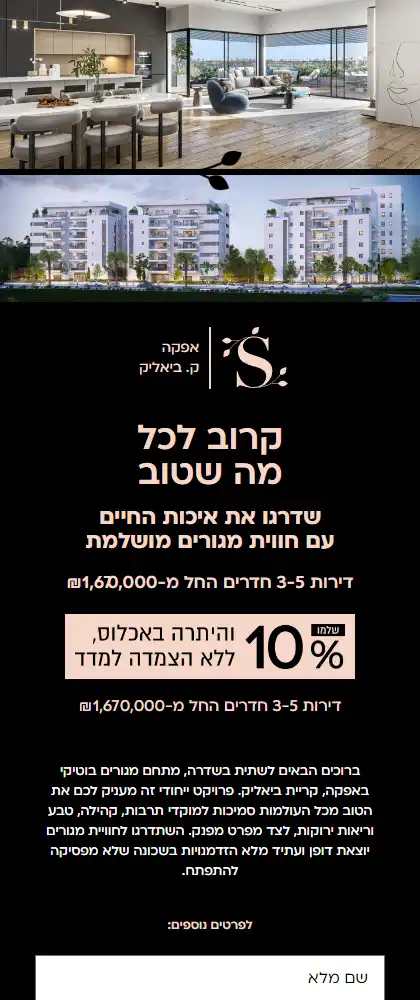 אפקה
ק. ביאליק
S
קרוב לכל
מה שטוב
שדרגו את איכות החיים
עם חווית מגורים מושלמת
דירות 3-5 חדרים החל מ-1,670,000₪
שלמו
10%
והיתרה באכלוס,
ללא הצמדה למדד
דירות 3-5 חדרים החל מ-1,670,000₪
ברוכים הבאים לשתית בשדרה, מתחם מגורים בוטיקי
באפקה, קריית ביאליק. פרויקט ייחודי זה מעניק לכם את
הטוב מכל העולמות סמיכות למוקדי תרבות, קהילה, טבע
וריאות ירוקות, לצד מפרט מפנק. השתדרגו לחוויית מגורים
יוצאת דופן ועתיד מלא הזדמנויות בשכונה שלא מפסיקה
להתפתח.
לפרטים נוספים:
שם מלא